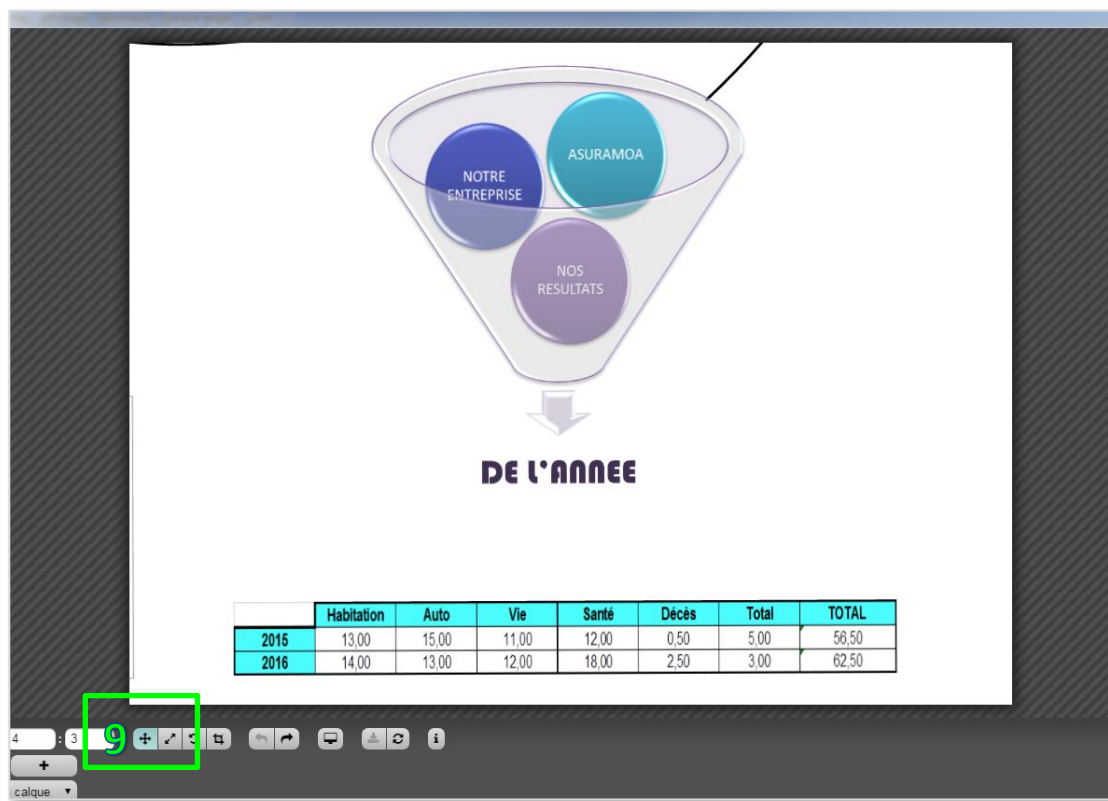 ASURAMOA
NOTRE
ENTREPRISE
NOS
RESULTATS
DE L'ANNEE
Habitation Auto Vie Santé Décès Total TOTAL
2015 13,00 15,00 11,00 12,00 0,50 5,00 56,50
2016 14,00 13,00 12,00 18,00 2,50 3,00 62,50
4 : 3 9
+
calque